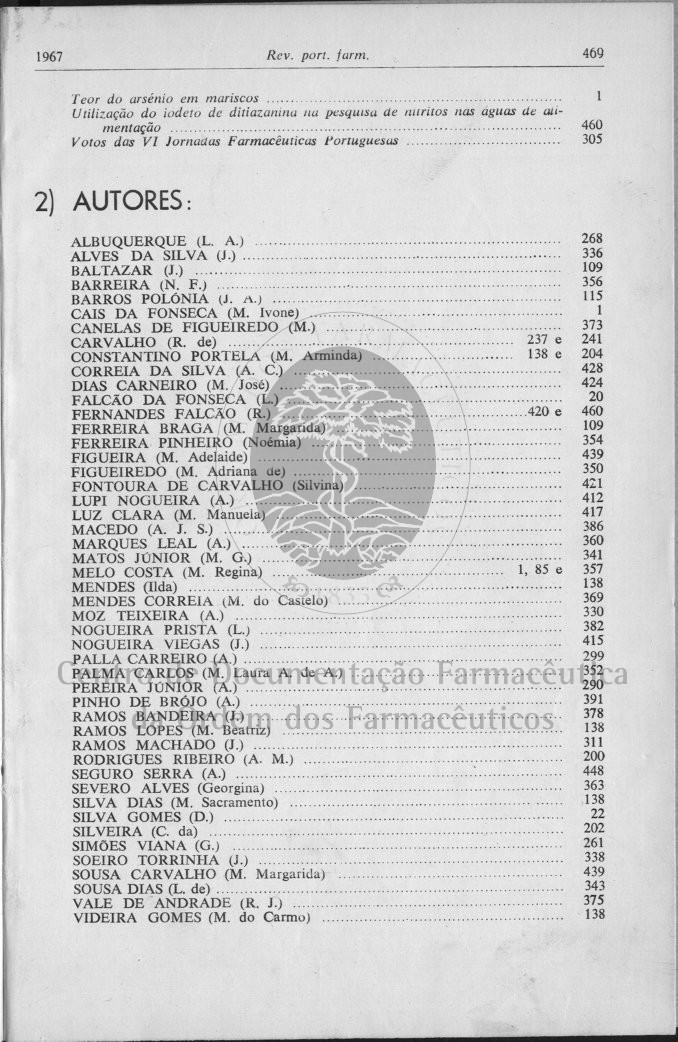 1967 Rev. port. farm. 469
Teor do arsénio em mariscos ........ 1
Utilização do iodeto de ditiazanina na pesquisa de nitritos nas águas de ali-
mentação ........ 460
Votos das VI Jornadas Farmacêuticas Portuguesas ........ 305
2) AUTORES:
ALBUQUERQUE (L. A.) ........ 268
ALVES DA SILVA (J.) ........ 336
BALTAZAR (J.) ........ 109
BARREIRA (N. F.) ........ 356
BARROS POLÓNIA (J. A.) ........ 115
CAIS DA FONSECA (M. Ivone) ........ 1
CANELAS DE FIGUEIREDO (M.) ........ 373
CARVALHO (R. de) ........ 237 e 241
CONSTANTINO PORTELA (M. Arminda) ........ 138 e 204
CORREIA DA SILVA (A. C.) ........ 428
DIAS CARNEIRO (M. José) ........ 424
FALCÃO DA FONSECA (L.) ........ 20
FERNANDES FALCÃO (R.) ........ 420 e 460
FERREIRA BRAGA (M. Margarida) ........ 109
FERREIRA PINHEIRO (Noémia) ........ 354
FIGUEIRA (M. Adelaide) ........ 439
FIGUEIREDO (M. Adriana de) ........ 350
FONTOURA DE CARVALHO (Silvina) ........ 421
LUPI NOGUEIRA (A.) ........ 412
LUZ CLARA (M. Manuela) ........ 417
MACEDO (A. J. S.) ........ 386
MARQUES LEAL (A.) ........ 360
MATOS JÚNIOR (M. G.) ........ 341
MELO COSTA (M. Regina) ........ 1, 85 e 357
MENDES (Ilda) ........ 138
MENDES CORREIA (M. do Castelo) ........ 369
MOZ TEIXEIRA (A.) ........ 330
NOGUEIRA PRISTA (L.) ........ 382
NOGUEIRA VIEGAS (J.) ........ 415
PALLA CARREIRO (A.) ........ 299
PALMA CARLOS (M. Laura A. de A.) ........ 352
Centro de Documentação Farmacêutica
PEREIRA JÚNIOR (A.) ........ 290
PINHO DE BRÓJO (A.) ........ 391
RAMOS BANDEIRA (J.) ........ 378
da Ordem dos Farmacêuticos
RAMOS LOPES (M. Beatriz) ........ 138
RAMOS MACHADO (J.) ........ 311
RODRIGUES RIBEIRO (A. M.) ........ 200
SEGURO SERRA (A.) ........ 448
SEVERO ALVES (Georgina) ........ 363
SILVA DIAS (M. Sacramento) ........ 138
SILVA GOMES (D.) ........ 22
SILVEIRA (C. da) ........ 202
SIMÕES VIANA (G.) ........ 261
SOEIRO TORRINHA (J.) ........ 338
SOUSA CARVALHO (M. Margarida) ........ 439
SOUSA DIAS (L. de) ........ 343
VALE DE ANDRADE (R. J.) ........ 375
VIDEIRA GOMES (M. do Carmo) ........ 138